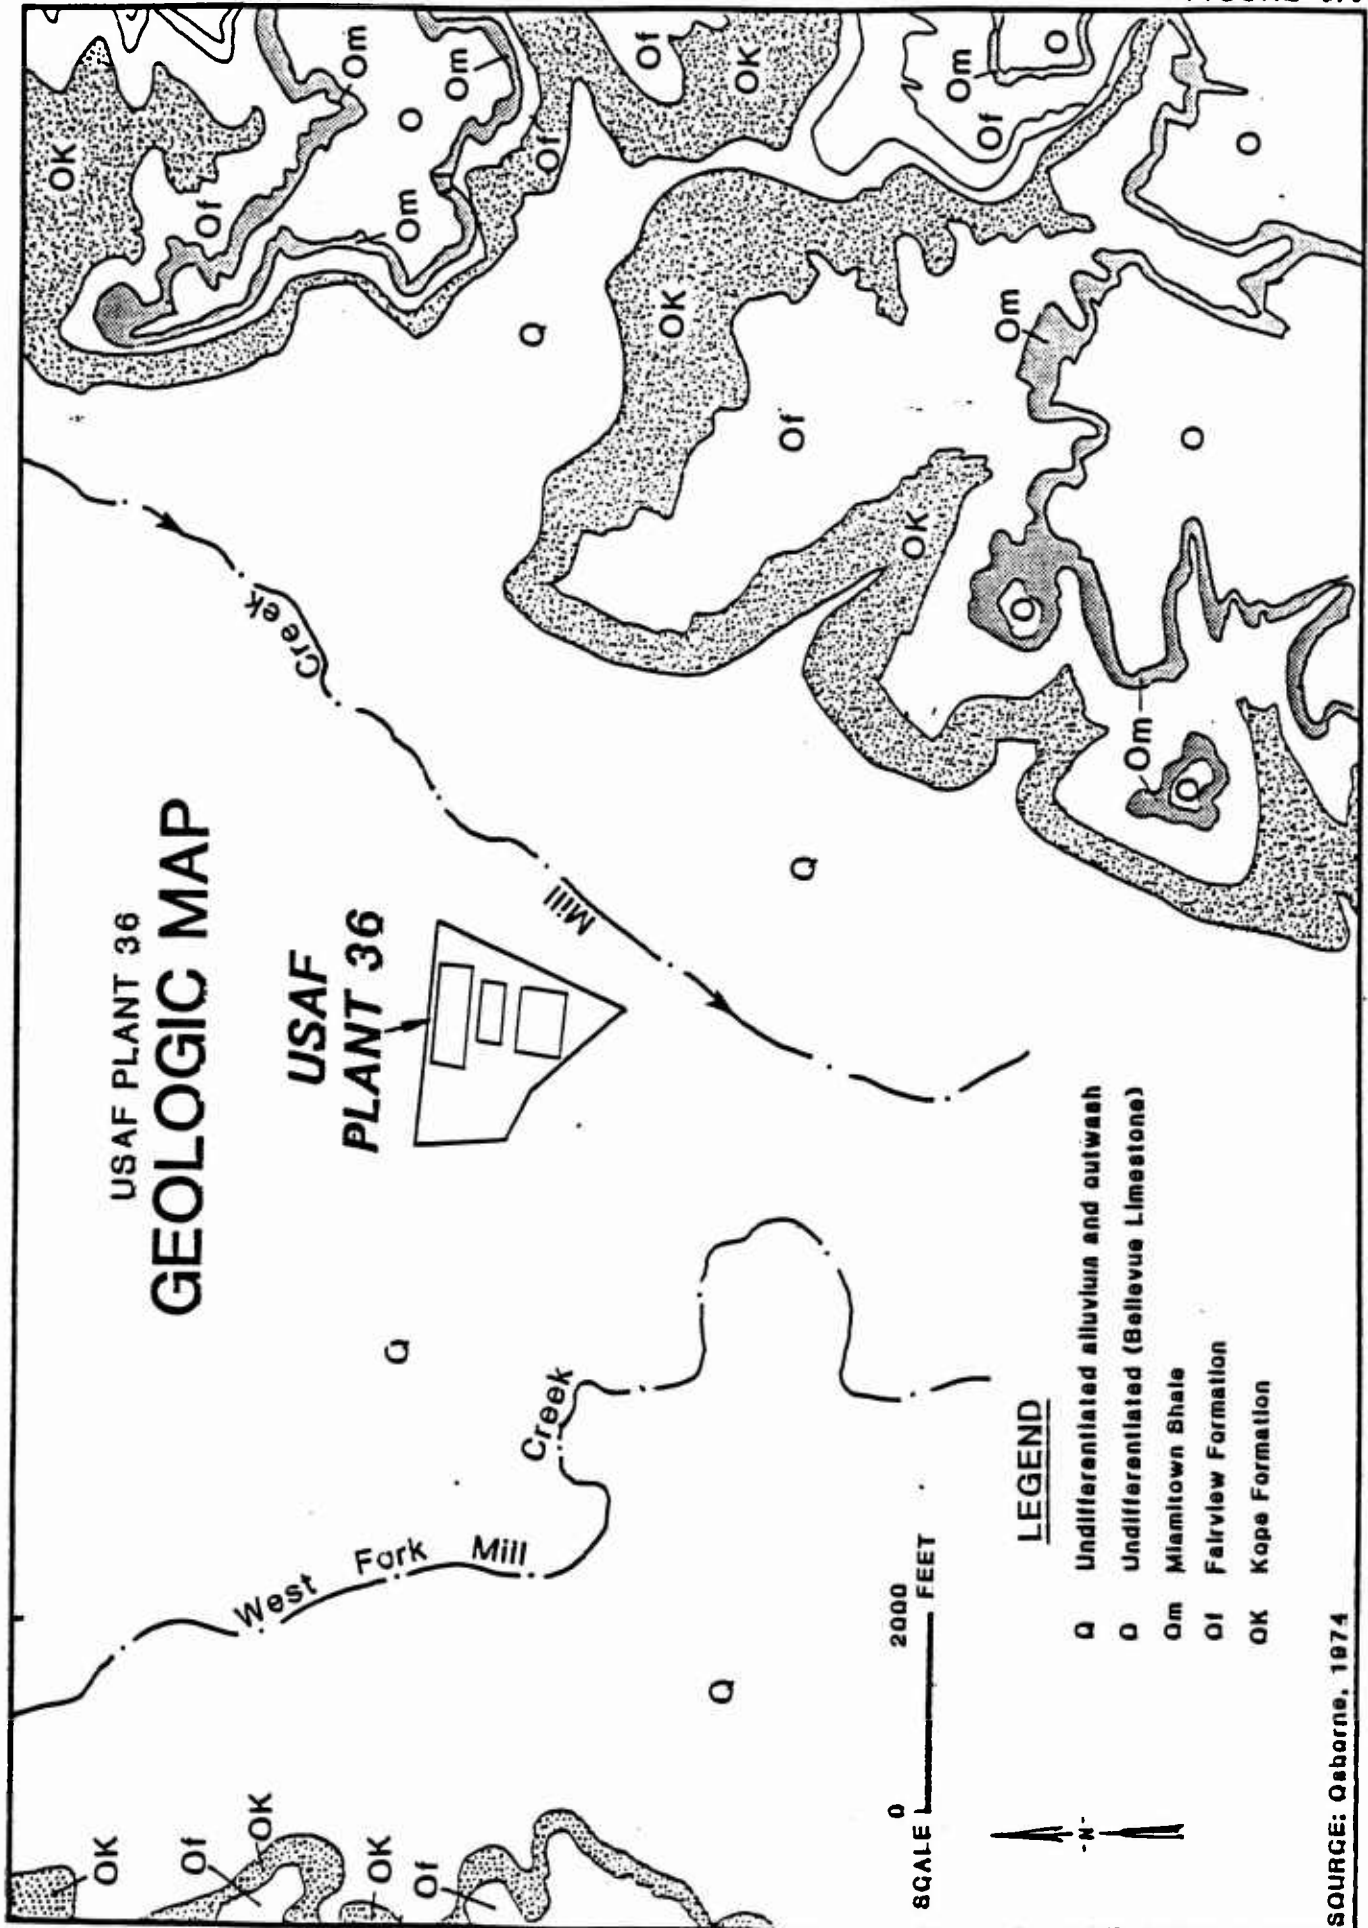 USAF PLANT 36
GEOLOGIC MAP
USAF
PLANT 36
Creek
Mill
West Fork Mill
Creek
Q
Q
Q
Q
OK
Of
OK
OK
Of
OK
Of
Om
O
Om
Om
Of
Of
OK
OK
Of
OK
Om
O
Of
O
Om
O
O
Om
O
SCALE 0 2000 FEET
-N-
LEGEND
Q Undifferentiated alluvium and outwash
O Undifferentiated (Bellevue Limestone)
Om Miamitown Shale
Of Fairview Formation
OK Kope Formation
SOURCE: Osborne, 1974